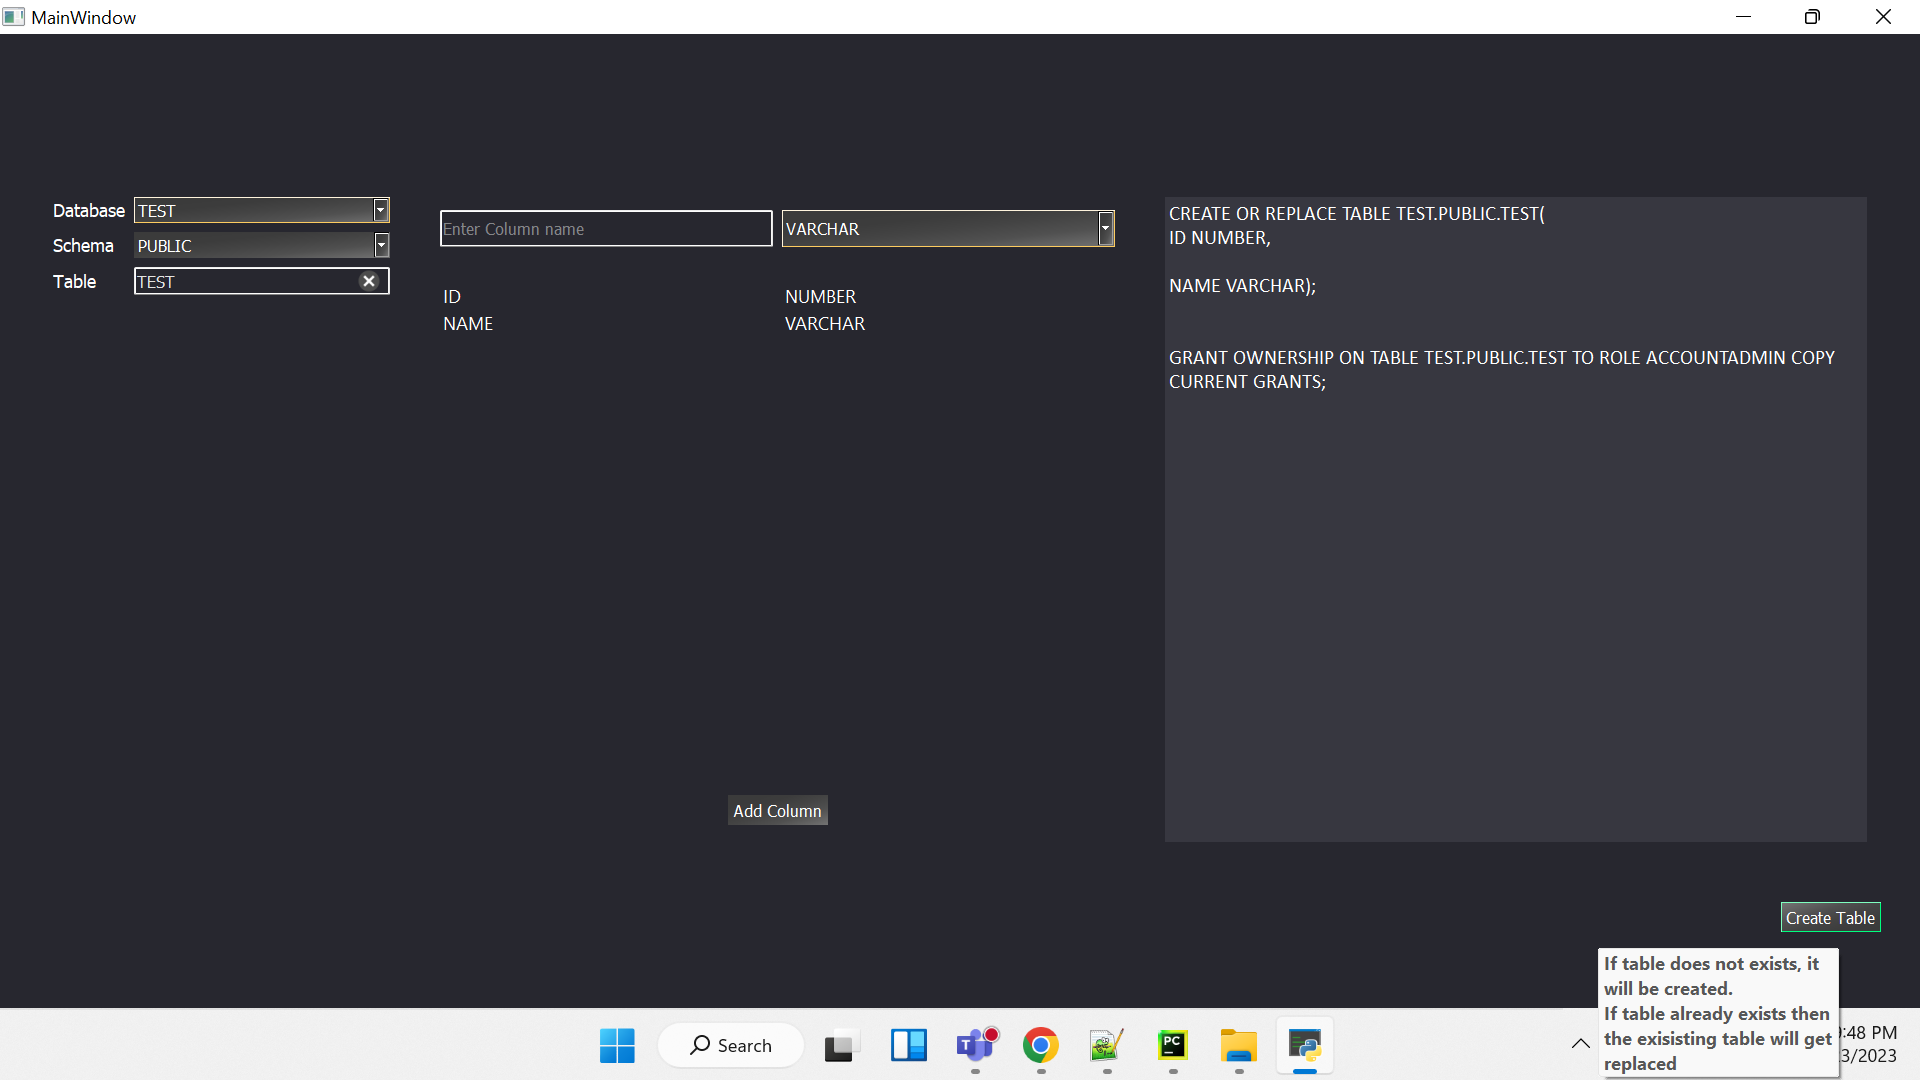 MainWindow
Database TEST
Schema PUBLIC
Table TEST
Enter Column name VARCHAR
ID NUMBER
NAME VARCHAR
Add Column
CREATE OR REPLACE TABLE TEST.PUBLIC.TEST(
ID NUMBER,
NAME VARCHAR);
GRANT OWNERSHIP ON TABLE TEST.PUBLIC.TEST TO ROLE ACCOUNTADMIN COPY
CURRENT GRANTS;
Create Table
If table does not exists, it
will be created.
If table already exists then
the exisisting table will get
replaced
Search
T
PC
:48 PM
3/2023